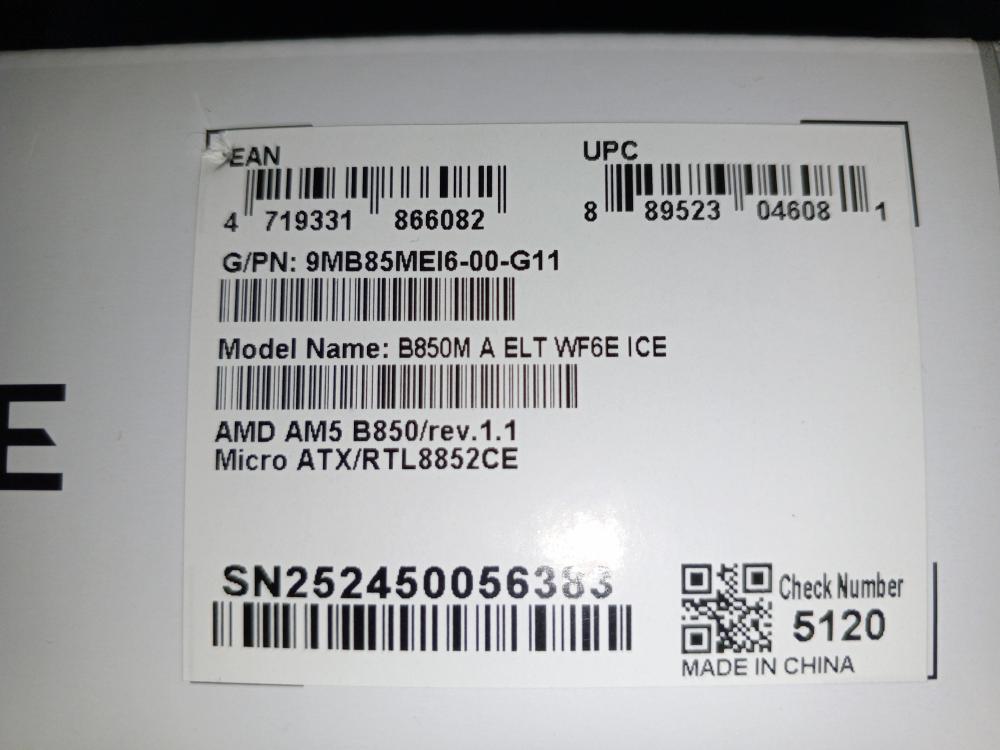 EAN
4 719331 866082
UPC
8 89523 04608 1
G/PN: 9MB85MEI6-00-G11
Model Name: B850M A ELT WF6E ICE
AMD AM5 B850/rev.1.1
Micro ATX/RTL8852CE
E
SN252450056383
Check Number
5120
MADE IN CHINA